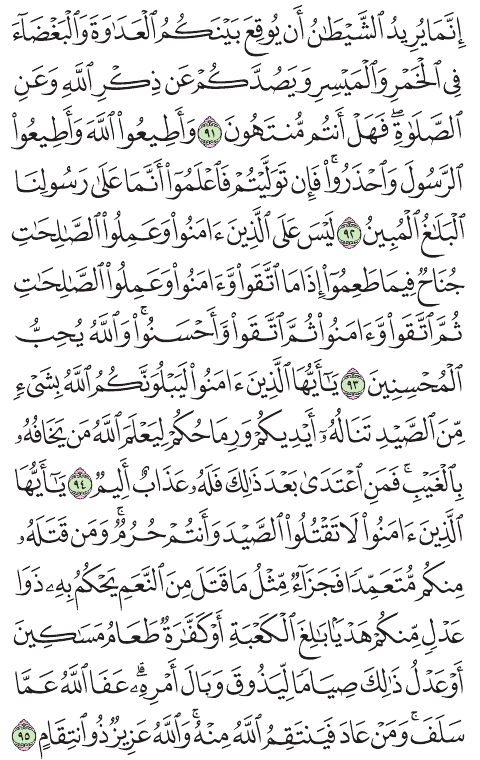 إِنَّمَا يُرِيدُ ٱلشَّيْطَٰنُ أَن يُوقِعَ بَيْنَكُمُ ٱلْعَدَٰوَةَ وَٱلْبَغْضَآءَ
فِى ٱلْخَمْرِ وَٱلْمَيْسِرِ وَيَصُدَّكُمْ عَن ذِكْرِ ٱللَّهِ وَعَنِ
ٱلصَّلَوٰةِ ۖ فَهَلْ أَنتُم مُّنتَهُونَ ٩١ وَأَطِيعُوا۟ ٱللَّهَ وَأَطِيعُوا۟
ٱلرَّسُولَ وَٱحْذَرُوا۟ ۚ فَإِن تَوَلَّيْتُمْ فَٱعْلَمُوٓا۟ أَنَّمَا عَلَىٰ رَسُولِنَا
ٱلْبَلَٰغُ ٱلْمُبِينُ ٩٢ لَيْسَ عَلَى ٱلَّذِينَ ءَامَنُوا۟ وَعَمِلُوا۟ ٱلصَّٰلِحَٰتِ
جُنَاحٌ فِيمَا طَعِمُوٓا۟ إِذَا مَا ٱتَّقَوا۟ وَّءَامَنُوا۟ وَعَمِلُوا۟ ٱلصَّٰلِحَٰتِ
ثُمَّ ٱتَّقَوا۟ وَّءَامَنُوا۟ ثُمَّ ٱتَّقَوا۟ وَّأَحْسَنُوا۟ ۗ وَٱللَّهُ يُحِبُّ
ٱلْمُحْسِنِينَ ٩٣ يَٰٓأَيُّهَا ٱلَّذِينَ ءَامَنُوا۟ لَيَبْلُوَنَّكُمُ ٱللَّهُ بِشَىْءٍ
مِّنَ ٱلصَّيْدِ تَنَالُهُۥٓ أَيْدِيكُمْ وَرِمَاحُكُمْ لِيَعْلَمَ ٱللَّهُ مَن يَخَافُهُۥ
بِٱلْغَيْبِ ۚ فَمَنِ ٱعْتَدَىٰ بَعْدَ ذَٰلِكَ فَلَهُۥ عَذَابٌ أَلِيمٌ ٩٤ يَٰٓأَيُّهَا
ٱلَّذِينَ ءَامَنُوا۟ لَا تَقْتُلُوا۟ ٱلصَّيْدَ وَأَنتُمْ حُرُمٌ ۚ وَمَن قَتَلَهُۥ
مِنكُم مُّتَعَمِّدًا فَجَزَآءٌ مِّثْلُ مَا قَتَلَ مِنَ ٱلنَّعَمِ يَحْكُمُ بِهِۦ ذَوَا
عَدْلٍ مِّنكُمْ هَدْيًۢا بَٰلِغَ ٱلْكَعْبَةِ أَوْ كَفَّٰرَةٌ طَعَامُ مَسَٰكِينَ
أَوْ عَدْلُ ذَٰلِكَ صِيَامًا لِّيَذُوقَ وَبَالَ أَمْرِهِۦ ۗ عَفَا ٱللَّهُ عَمَّا
سَلَفَ ۚ وَمَنْ عَادَ فَيَنتَقِمُ ٱللَّهُ مِنْهُ ۗ وَٱللَّهُ عَزِيزٌ ذُو ٱنتِقَامٍ ٩٥